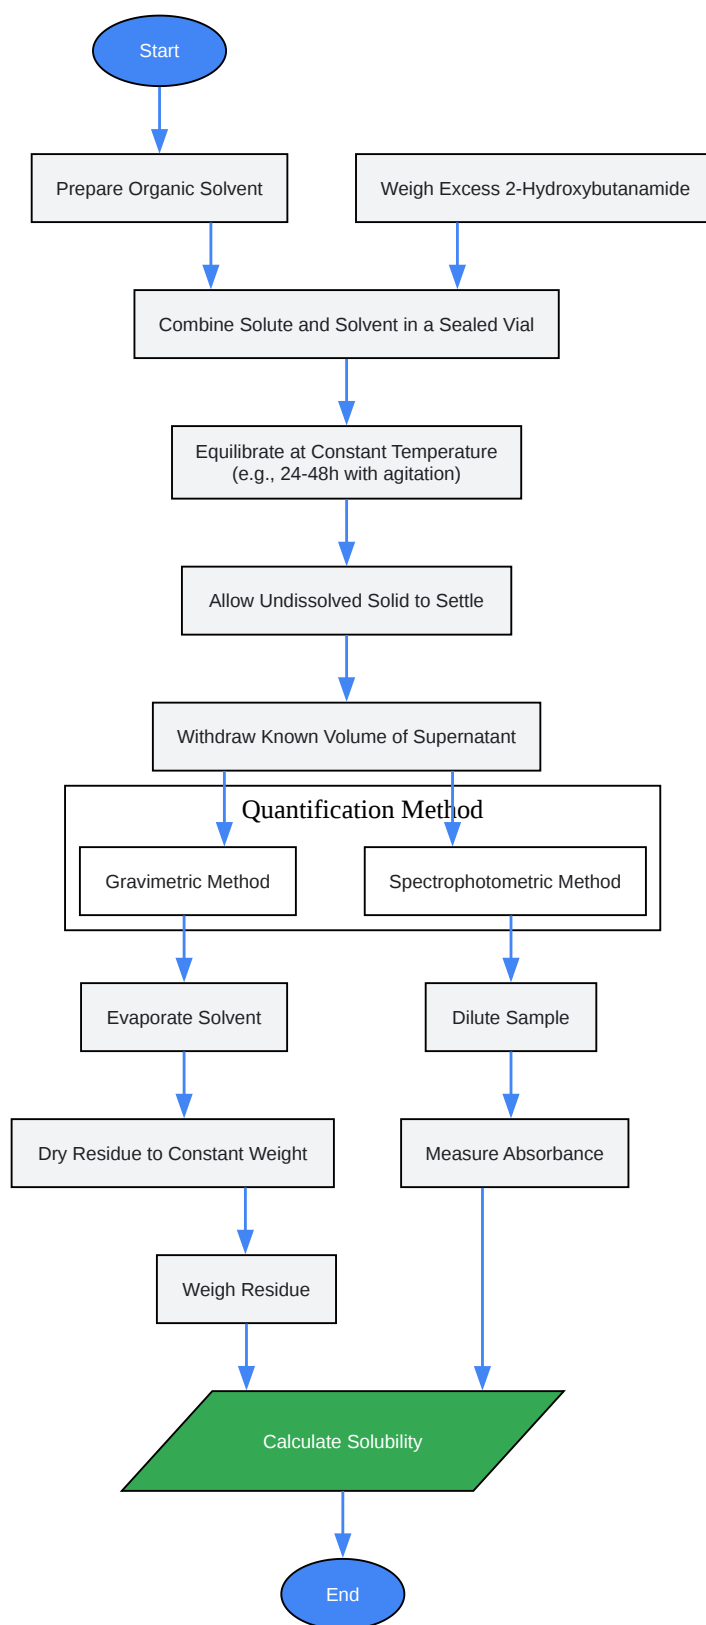 Start
Prepare Organic Solvent
Weigh Excess 2-Hydroxybutanamide
Combine Solute and Solvent in a Sealed Vial
Equilibrate at Constant Temperature
(e.g., 24-48h with agitation)
Allow Undissolved Solid to Settle
Withdraw Known Volume of Supernatant
Quantification Method
Gravimetric Method
Spectrophotometric Method
Evaporate Solvent
Dilute Sample
Dry Residue to Constant Weight
Measure Absorbance
Weigh Residue
Calculate Solubility
End